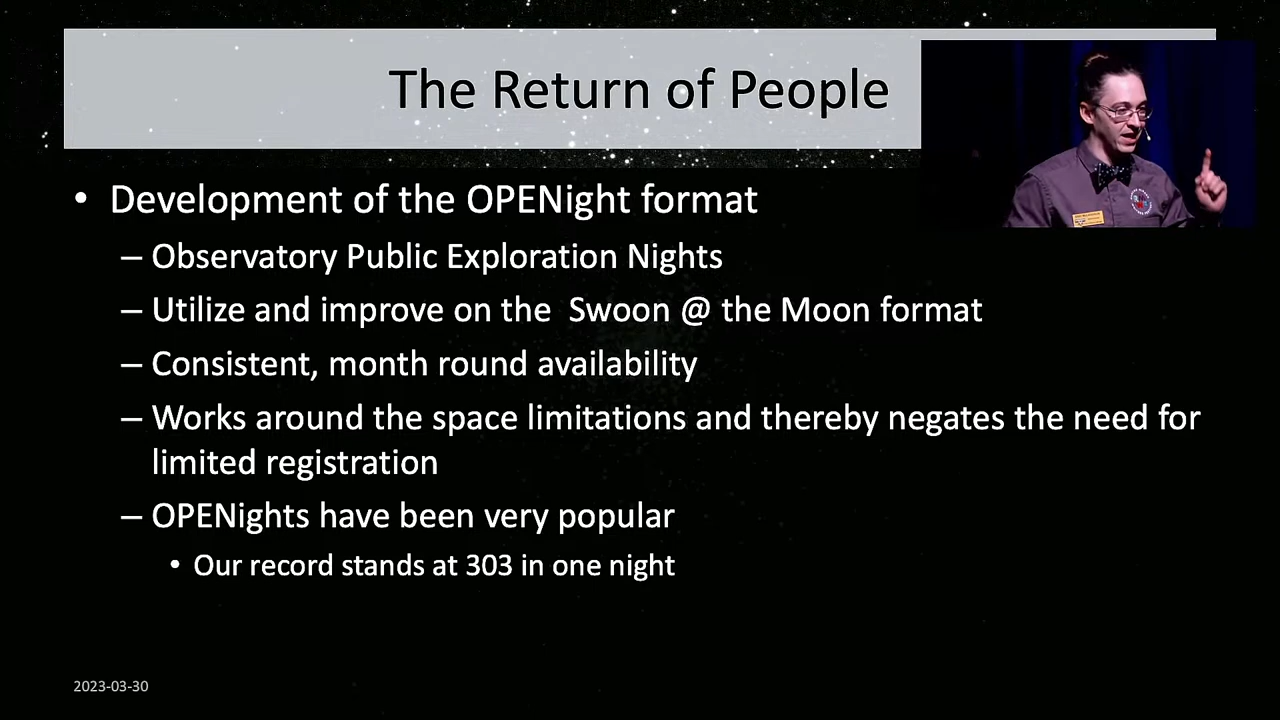 The Return of People
• Development of the OPENight format
– Observatory Public Exploration Nights
– Utilize and improve on the  Swoon @ the Moon format
– Consistent, month round availability
– Works around the space limitations and thereby negates the need for
limited registration
– OPENights have been very popular
• Our record stands at 303 in one night
2023-03-30